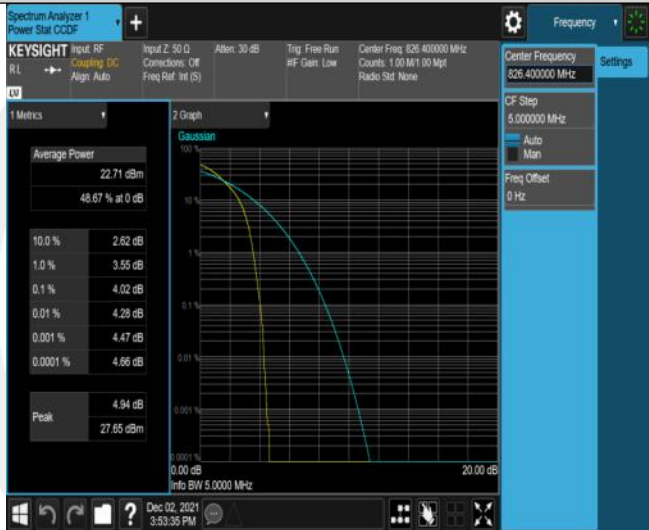 Spectrum Analyzer 1
Power Stat CCDF
Frequency
KEYSIGHT
Input: RF
Coupling: DC
Align: Auto
Input Z: 50 Ω
Corrections: Off
Freq Ref: Int (S)
Atten: 30 dB
Trig: Free Run
#IF Gain: Low
Center Freq: 826.400000 MHz
Counts: 1.00 M/1.00 Mpt
Radio Std: None
R L
LXI
1 Metrics
2 Graph
Gaussian
Average Power
22.71 dBm
48.67 % at 0 dB
10.0 % 2.62 dB
1.0 % 3.55 dB
0.1 % 4.02 dB
0.01 % 4.28 dB
0.001 % 4.47 dB
0.0001 % 4.66 dB
Peak
4.94 dB
27.65 dBm
100 %
10 %
1 %
0.1 %
0.01 %
0.001 %
0.0001 %
0.00 dB 20.00 dB
Info BW 5.0000 MHz
Center Frequency
826.400000 MHz
Settings
CF Step
5.000000 MHz
Auto
Man
Freq Offset
0 Hz
?
Dec 02, 2021
3:53:35 PM